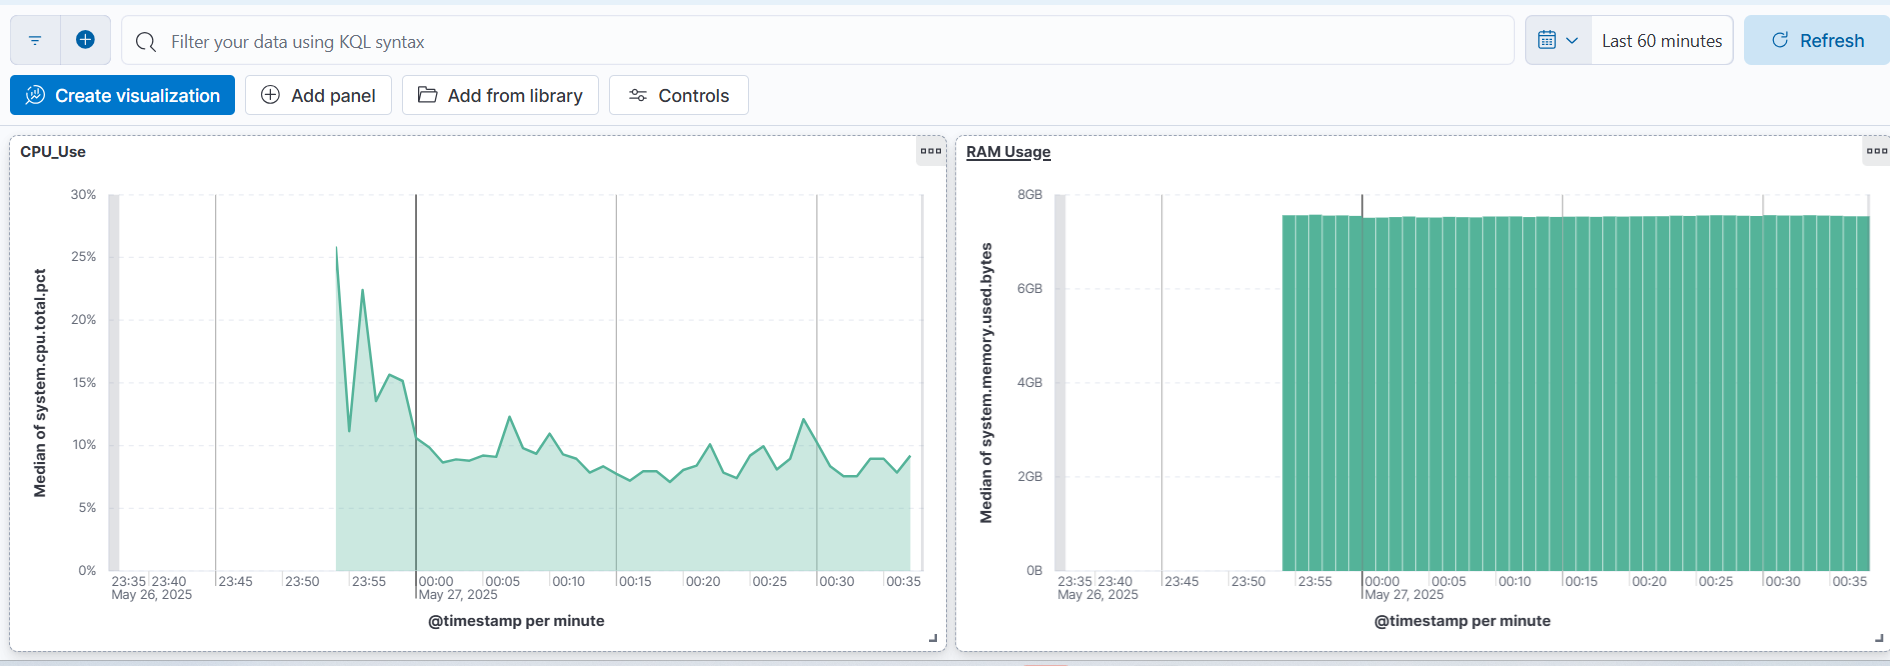 Filter your data using KQL syntax
Last 60 minutes
Refresh
Create visualization
Add panel
Add from library
Controls
CPU_Use
Median of system.cpu.total.pct
30%
25%
20%
15%
10%
5%
0%
23:35 23:40 23:45 23:50 23:55 00:00 00:05 00:10 00:15 00:20 00:25 00:30 00:35
May 26, 2025 May 27, 2025
@timestamp per minute
RAM Usage
Median of system.memory.used.bytes
8GB
6GB
4GB
2GB
0B
23:35 23:40 23:45 23:50 23:55 00:00 00:05 00:10 00:15 00:20 00:25 00:30 00:35
May 26, 2025 May 27, 2025
@timestamp per minute